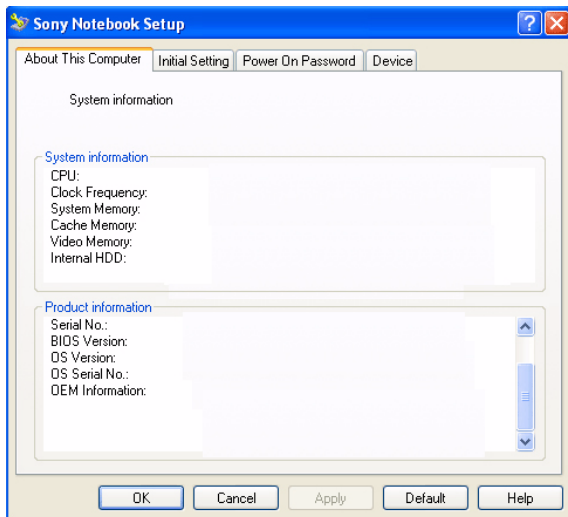 Sony Notebook Setup
About This Computer Initial Setting Power On Password Device
System information
System information
CPU:
Clock Frequency:
System Memory:
Cache Memory:
Video Memory:
Internal HDD:
Product information
Serial No.:
BIOS Version:
OS Version:
OS Serial No.:
OEM Information:
OK Cancel Apply Default Help